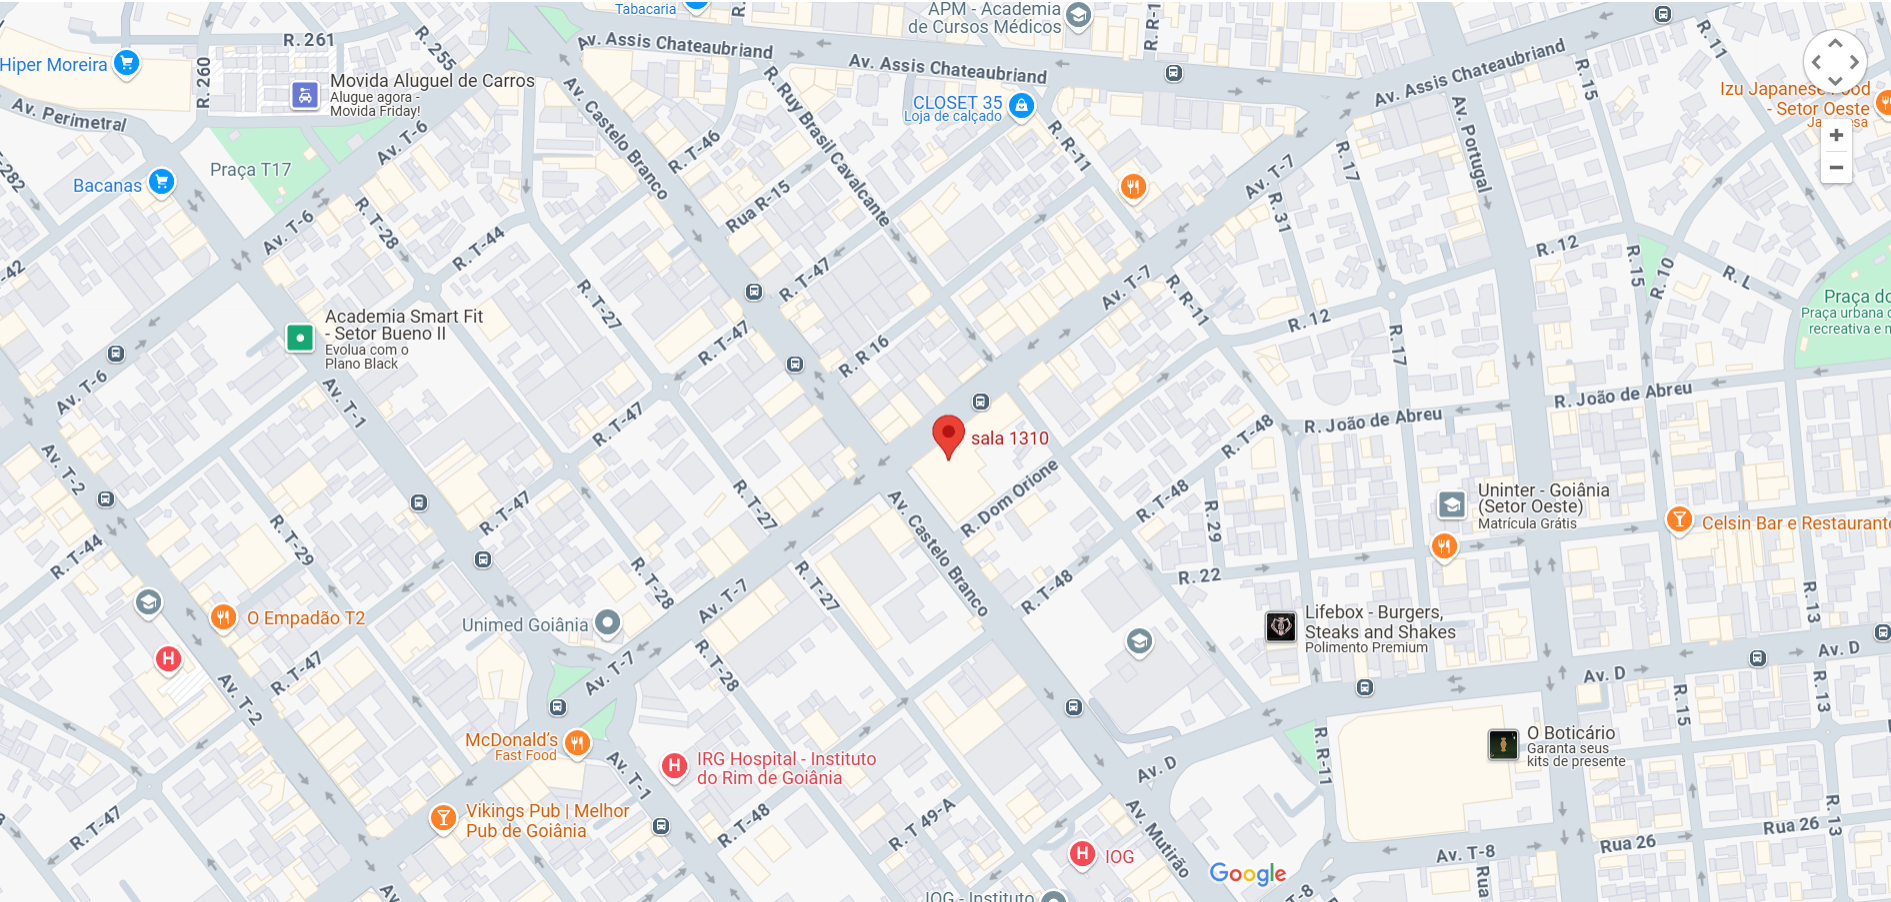 Tabacaria
APM - Academia
de Cursos Médicos
R. 261
R. 255
Av. Assis Chateaubriand
Av. Assis Chateaubriand
Av. Assis Chateaubriand
R. 11
Hiper Moreira
R. 260
Movida Aluguel de Carros
Alugue agora -
Movida Friday!
Av. Castelo Branco
R. Ruy Brasil Cavalcante
CLOSET 35
Loja de calçado
R. 15
Izu Japanese Food
- Setor Oeste
Av. Perimetral
Av. T-6
R. T-46
R. R-11
Av. Portugal
R. 17
Praça T17
Bacanas
Av. T-7
R. 31
Rua R-15
Av. T-6
R. T-28
R. T-44
R. 12
R. 15
R. 10
R. L
R. T-47
Av. T-7
R. R-11
R. T-27
Praça do
Praça urbana
recreativa e
Academia Smart Fit
- Setor Bueno II
Evolua com o
Plano Black
R. T-47
R. R 16
R. 12
R. 17
Av. T-6
Av. T-1
R. T-47
sala 1310
R. T-48
R. João de Abreu
R. João de Abreu
Av. T-2
R. T-47
R. T-27
Av. Castelo Branco
R. Dom Orione
R. T-48
R. 29
Uninter - Goiânia
(Setor Oeste)
Matrícula Grátis
Celsin Bar e Restaurante
R. T-44
R. T-29
R. T-28
Av. T-7
R. T-27
R. T-48
R. 22
R. 13
O Empadão T2
Unimed Goiânia
Lifebox - Burgers,
Steaks and Shakes
Polimento Premium
R. T-47
Av. T-2
Av. T-7
R. T-28
Av. D
Av. D
R. 15
R. 13
McDonald's
Fast Food
Av. T-1
IRG Hospital - Instituto
do Rim de Goiânia
Av. D
R. R-11
O Boticário
Garanta seus
kits de presente
Vikings Pub | Melhor
Pub de Goiânia
R. T-47
R. T-48
R. T 49-A
Av. Mutirão
IOG
Av. T-8
Rua 26
Rua 26
R. 13
Google
IOG - Instituto
Rua